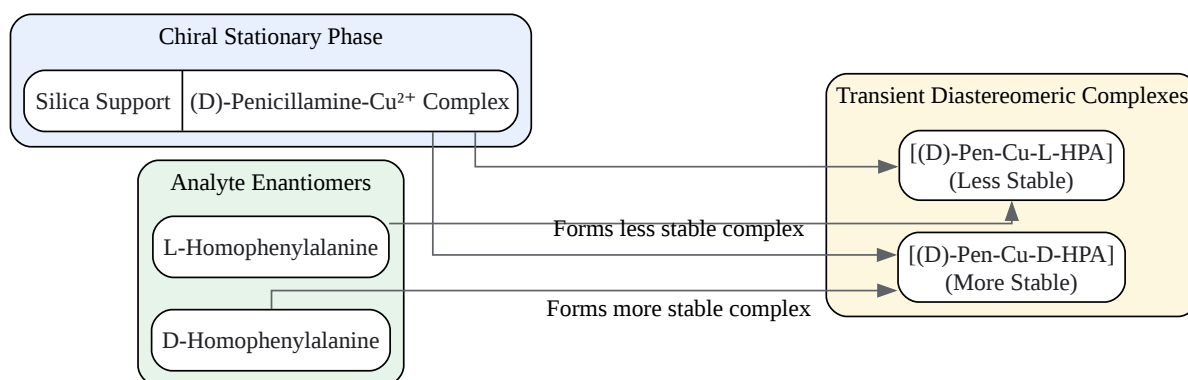 Chiral Stationary Phase
Silica Support
(D)-Penicillamine-Cu²⁺ Complex
Analyte Enantiomers
L-Homophenylalanine
D-Homophenylalanine
Forms less stable complex
Forms more stable complex
Transient Diastereomeric Complexes
[(D)-Pen-Cu-L-HPA]
(Less Stable)
[(D)-Pen-Cu-D-HPA]
(More Stable)